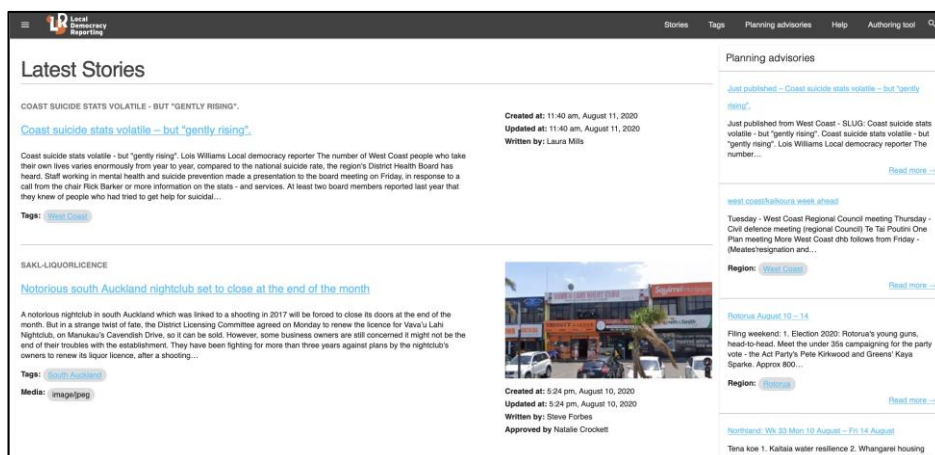 LDR Local Democracy Reporting
Stories Tags Planning advisories Help Authoring tool
Latest Stories
COAST SUICIDE STATS VOLATILE - BUT "GENTLY RISING".
Coast suicide stats volatile – but "gently rising".
Coast suicide stats volatile - but "gently rising". Lois Williams Local democracy reporter The number of West Coast people who take
their own lives varies enormously from year to year, compared to the national suicide rate, the region's District Health Board has
heard. Staff working in mental health and suicide prevention made a presentation to the board meeting on Friday, in response to a
call from the chair Rick Barker or more information on the stats - and services. At least two board members reported last year that
they knew of people who had tried to get help for suicidal…
Tags: West Coast
Created at: 11:40 am, August 11, 2020
Updated at: 11:40 am, August 11, 2020
Written by: Laura Mills
SAKL-LIQUORLICENCE
Notorious south Auckland nightclub set to close at the end of the month
A notorious nightclub in south Auckland which was linked to a shooting in 2017 will be forced to close its doors at the end of the
month. But in a strange twist of fate, the District Licensing Committee agreed on Monday to renew the licence for Vava'u Lahi
Nightclub, on Manukau's Cavendish Drive, so it can be sold. However, some business owners are still concerned it might not be the
end of their troubles with the establishment. They have been fighting for more than three years against plans by the nightclub's
owners to renew its liquor licence, after a shooting…
Tags: South Auckland
Media: image/jpeg
Created at: 5:24 pm, August 10, 2020
Updated at: 5:24 pm, August 10, 2020
Written by: Steve Forbes
Approved by Natalie Crockett
Planning advisories
Just published – Coast suicide stats volatile – but "gently
rising".
Just published from West Coast - SLUG: Coast suicide stats
volatile - but "gently rising". Coast suicide stats volatile - but
"gently rising". Lois Williams Local democracy reporter The
number…
Read more →
west coast/kaikoura week ahead
Tuesday - West Coast Regional Council meeting Thursday -
Civil defence meeting (regional Council) Te Tai Poutini One
Plan meeting More West Coast dhb follows from Friday -
(Meates'resignation and…
Region: West Coast
Rotorua August 10 – 14
Filing weekend: 1. Election 2020: Rotorua's young guns,
head-to-head. Meet the under 35s campaigning for the party
vote - the Act Party's Pete Kirkwood and Greens' Kaya
Sparke. Approx 800…
Region: Rotorua
Read more →
Northland: Wk 33 Mon 10 August – Fri 14 August
Tena koe 1. Kaitaia water resilience 2. Whangarei housing